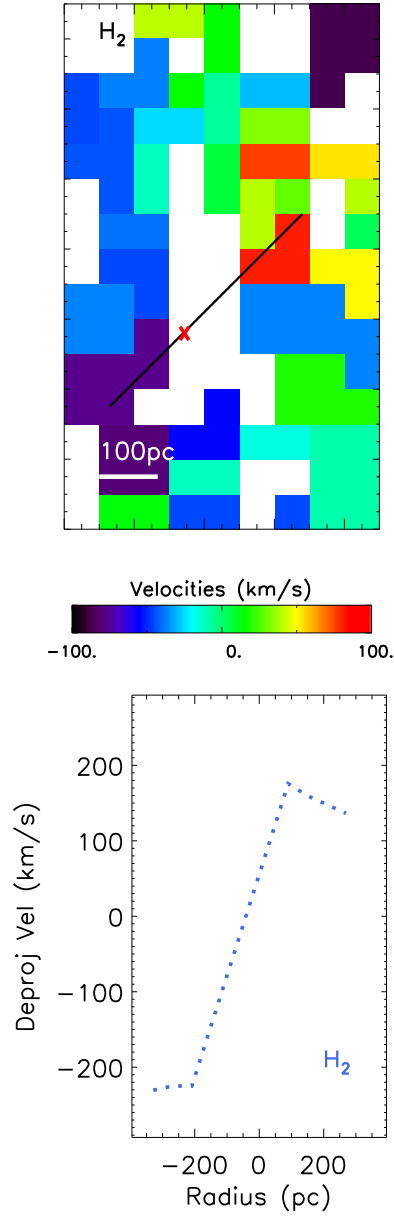 H₂
100pc
Velocities (km/s)
-100. 0. 100.
200
100
0
−100
−200
Deproj Vel (km/s)
H₂
−200 0 200
Radius (pc)